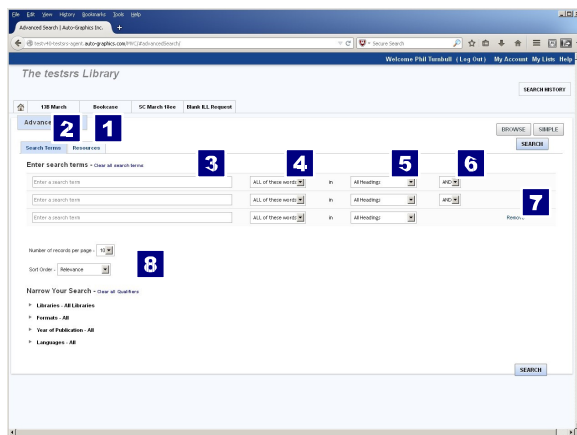 File Edit View History Bookmarks Tools Help
Advanced Search | Auto-Graphics Inc. +
Secure Search
Welcome Phil Turnbull (Log Out) My Account My Lists Help
The testsrs Library
SEARCH HISTORY
138 March Bookcase SC March 10ee Blank ILL Request
Advance
BROWSE SIMPLE
2 1
SEARCH
Search Terms Resources
Enter search terms - Clear all search terms
3 4 5 6
Enter a search term ALL of these words in All Headings AND
Enter a search term ALL of these words in All Headings AND
7
Enter a search term ALL of these words in All Headings Remove
Number of records per page - 10
8
Sort Order - Relevance
Narrow Your Search - Clear all Qualifiers
Libraries - All Libraries
Formats - All
Year of Publication - All
Languages - All
SEARCH